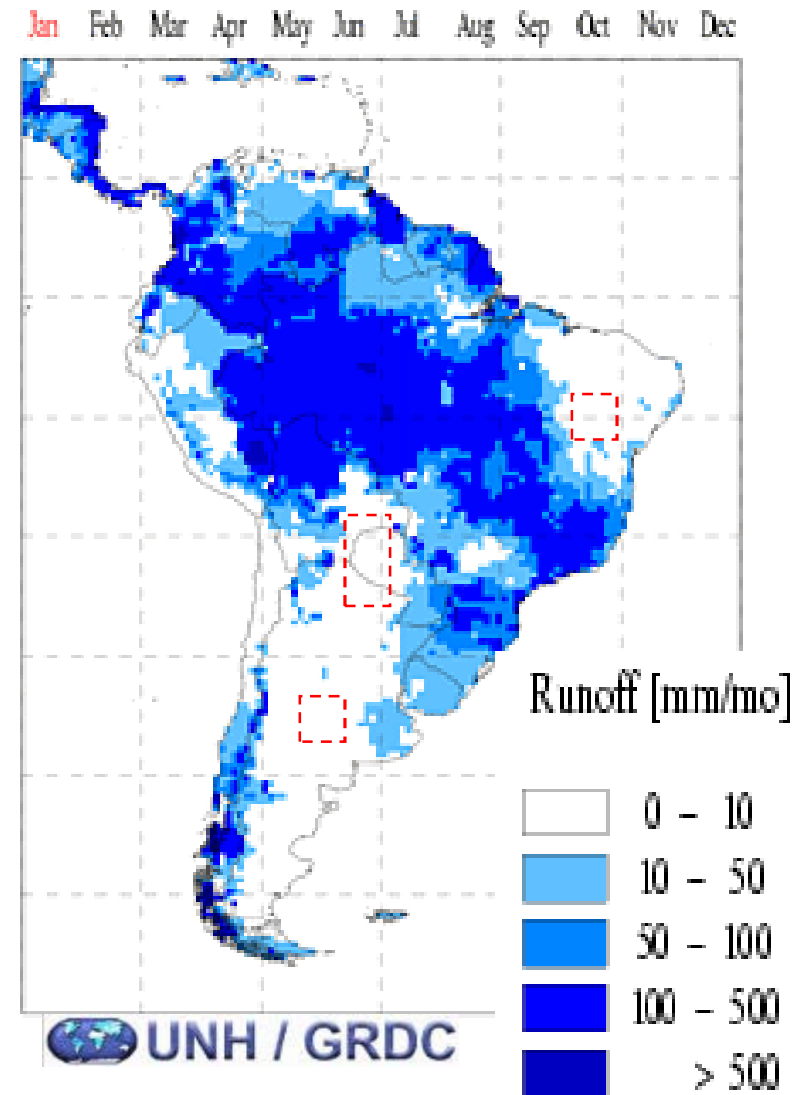 Jan Feb Mar Apr May Jun Jul Aug Sep Oct Nov Dec
Runoff [mm/mo]
0 – 10
10 – 50
50 – 100
100 – 500
> 500
UNH / GRDC